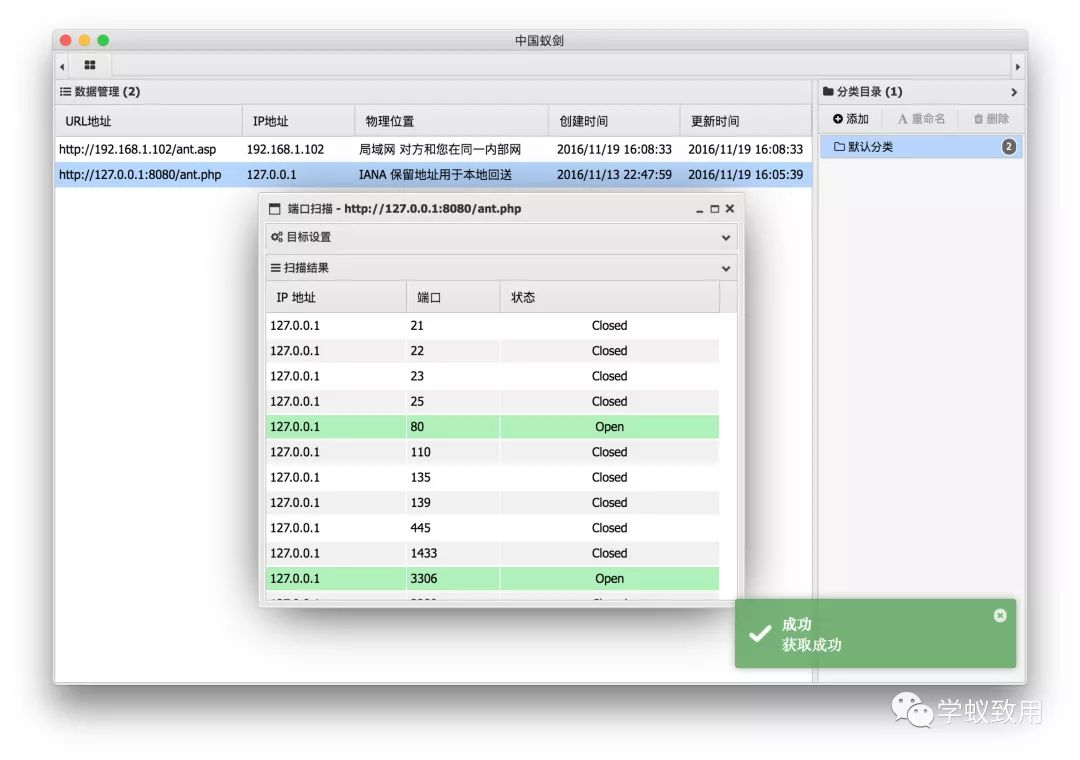 中国蚁剑
数据管理 (2)
分类目录 (1)
URL地址 IP地址 物理位置 创建时间 更新时间
添加 重命名 删除
http://192.168.1.102/ant.asp 192.168.1.102 局域网 对方和您在同一内部网 2016/11/19 16:08:33 2016/11/19 16:08:33
默认分类 2
http://127.0.0.1:8080/ant.php 127.0.0.1 IANA 保留地址用于本地回送 2016/11/13 22:47:59 2016/11/19 16:05:39
端口扫描 - http://127.0.0.1:8080/ant.php
目标设置
扫描结果
IP 地址 端口 状态
127.0.0.1 21 Closed
127.0.0.1 22 Closed
127.0.0.1 23 Closed
127.0.0.1 25 Closed
127.0.0.1 80 Open
127.0.0.1 110 Closed
127.0.0.1 135 Closed
127.0.0.1 139 Closed
127.0.0.1 445 Closed
127.0.0.1 1433 Closed
127.0.0.1 3306 Open
成功
获取成功
学蚁致用